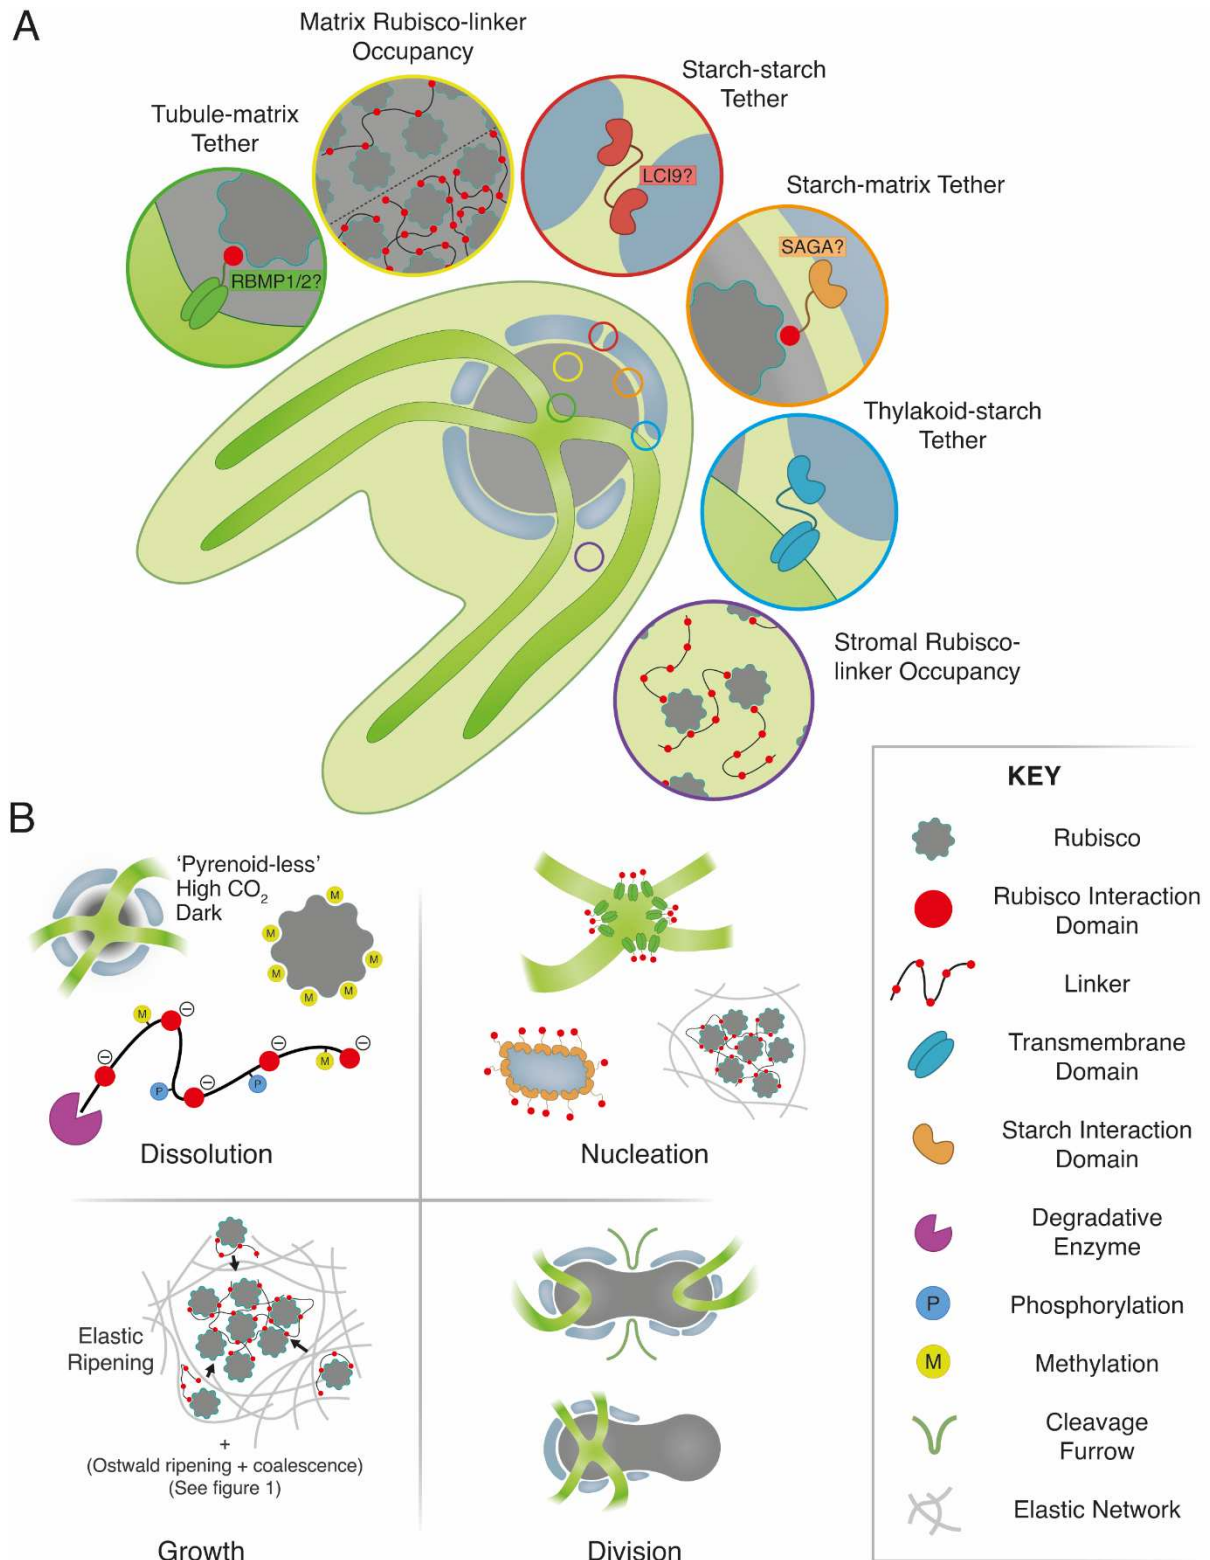 A
Matrix Rubisco-linker
Occupancy
Starch-starch
Tether
Tubule-matrix
Tether
LCI9?
Starch-matrix Tether
SAGA?
RBMP1/2?
Thylakoid-starch
Tether
Stromal Rubisco-
linker Occupancy
B
'Pyrenoid-less'
High CO2
Dark
M
M
M
M
M
M
M
−
−
−
−
−
M
P
P
M
Dissolution
Nucleation
Elastic
Ripening
+
(Ostwald ripening + coalescence)
(See figure 1)
Growth
Division
KEY
Rubisco
Rubisco Interaction
Domain
Linker
Transmembrane
Domain
Starch Interaction
Domain
Degradative
Enzyme
P
Phosphorylation
M
Methylation
Cleavage
Furrow
Elastic Network